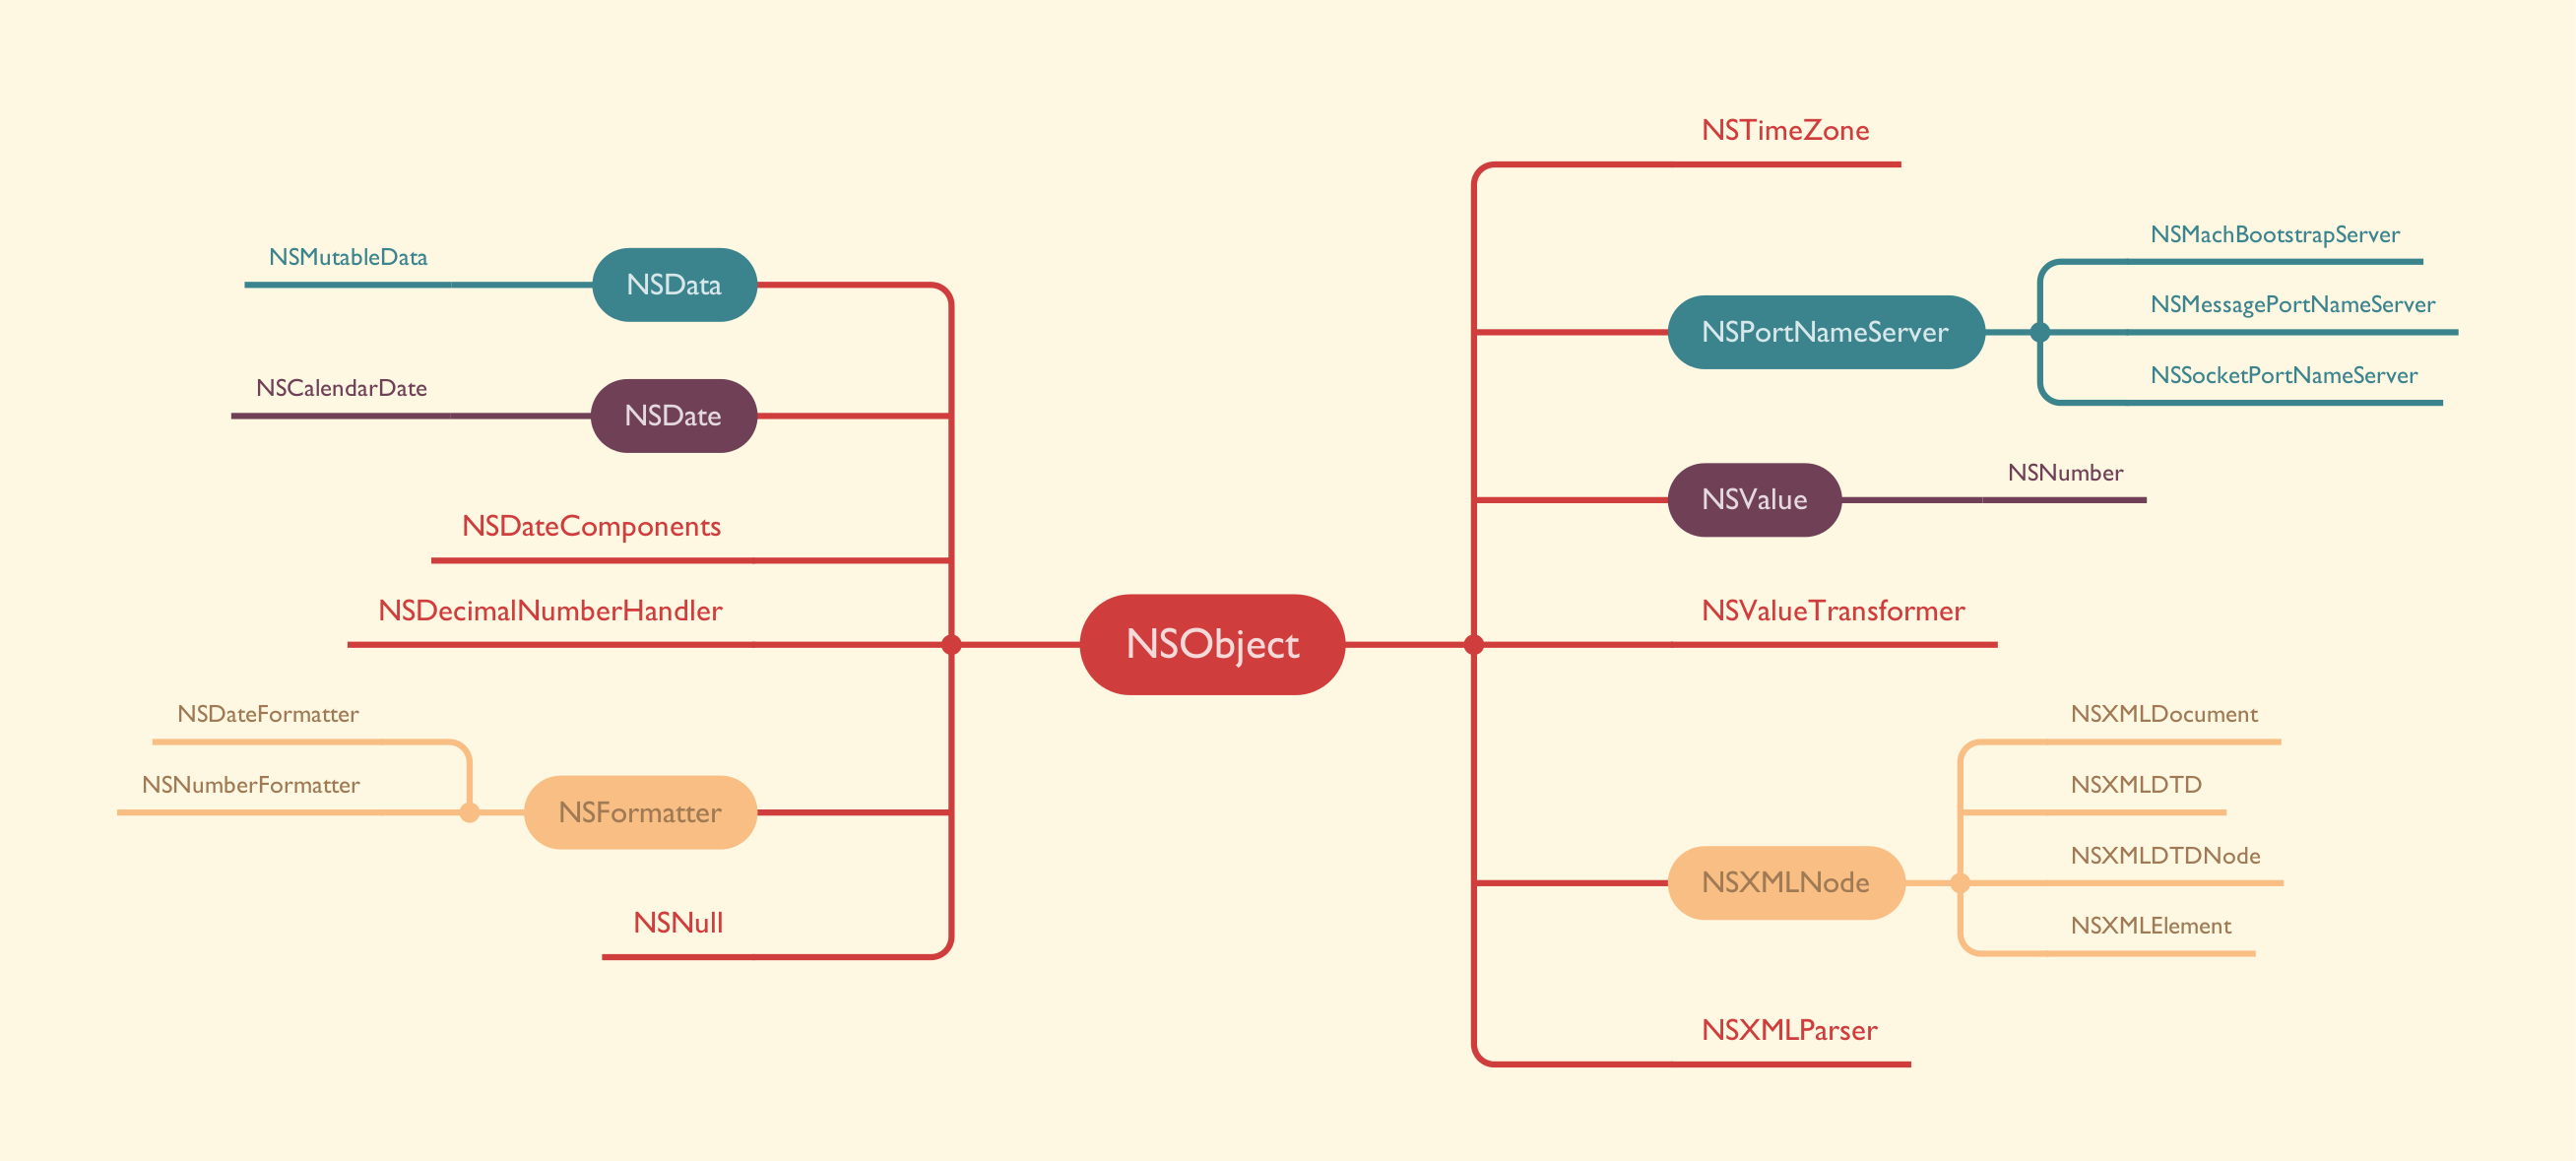 NSObject
NSData
NSMutableData
NSDate
NSCalendarDate
NSDateComponents
NSDecimalNumberHandler
NSFormatter
NSDateFormatter
NSNumberFormatter
NSNull
NSTimeZone
NSPortNameServer
NSMachBootstrapServer
NSMessagePortNameServer
NSSocketPortNameServer
NSValue
NSNumber
NSValueTransformer
NSXMLNode
NSXMLDocument
NSXMLDTD
NSXMLDTDNode
NSXMLElement
NSXMLParser